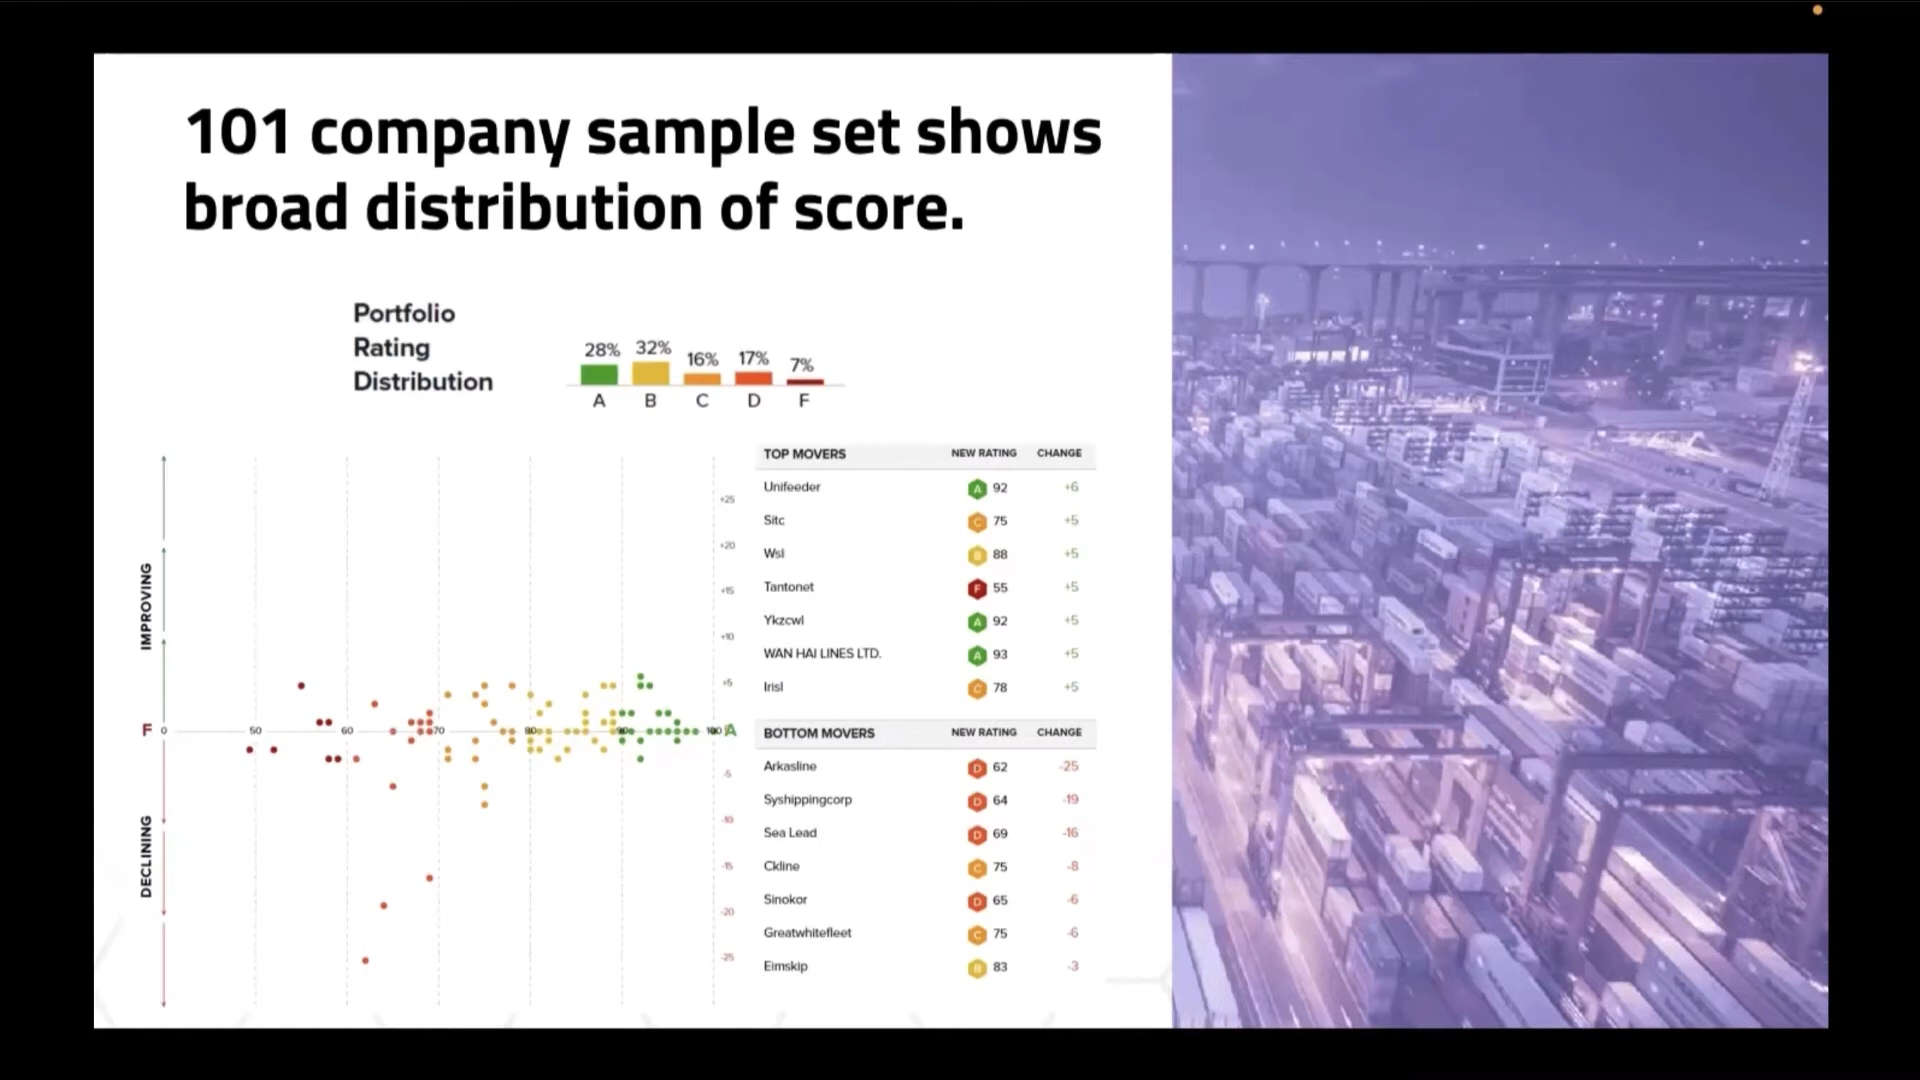 101 company sample set shows
broad distribution of score.
Portfolio
Rating
Distribution
28% 32% 16% 17% 7%
A B C D F
IMPROVING
DECLINING
+25
+20
+15
+10
+5
F 0 50 60 70 80 90 100 A
-5
-10
-15
-20
-25
TOP MOVERS NEW RATING CHANGE
Unifeeder A 92 +6
Sitc C 75 +5
Wsl B 88 +5
Tantonet F 55 +5
Ykzcwl A 92 +5
WAN HAI LINES LTD. A 93 +5
Irisl C 78 +5
BOTTOM MOVERS NEW RATING CHANGE
Arkasline D 62 -25
Syshippingcorp D 64 -19
Sea Lead D 69 -16
Ckline C 75 -8
Sinokor D 65 -6
Greatwhitefleet C 75 -6
Eimskip B 83 -3